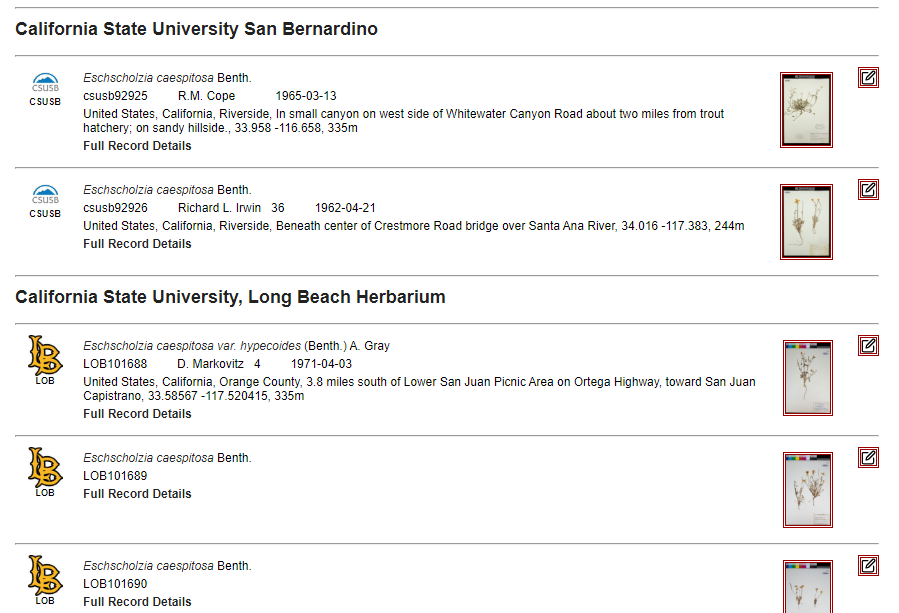 California State University San Bernardino
CSUSB
CSUSB
Eschscholzia caespitosa Benth.
csusb92925 R.M. Cope 1965-03-13
United States, California, Riverside, In small canyon on west side of Whitewater Canyon Road about two miles from trout
hatchery; on sandy hillside., 33.958 -116.658, 335m
Full Record Details
CSUSB
CSUSB
Eschscholzia caespitosa Benth.
csusb92926 Richard L. Irwin 36 1962-04-21
United States, California, Riverside, Beneath center of Crestmore Road bridge over Santa Ana River, 34.016 -117.383, 244m
Full Record Details
California State University, Long Beach Herbarium
LB
LOB
Eschscholzia caespitosa var. hypecoides (Benth.) A. Gray
LOB101688 D. Markovitz 4 1971-04-03
United States, California, Orange County, 3.8 miles south of Lower San Juan Picnic Area on Ortega Highway, toward San Juan
Capistrano, 33.58567 -117.520415, 335m
Full Record Details
LB
LOB
Eschscholzia caespitosa Benth.
LOB101689
Full Record Details
LB
LOB
Eschscholzia caespitosa Benth.
LOB101690
Full Record Details